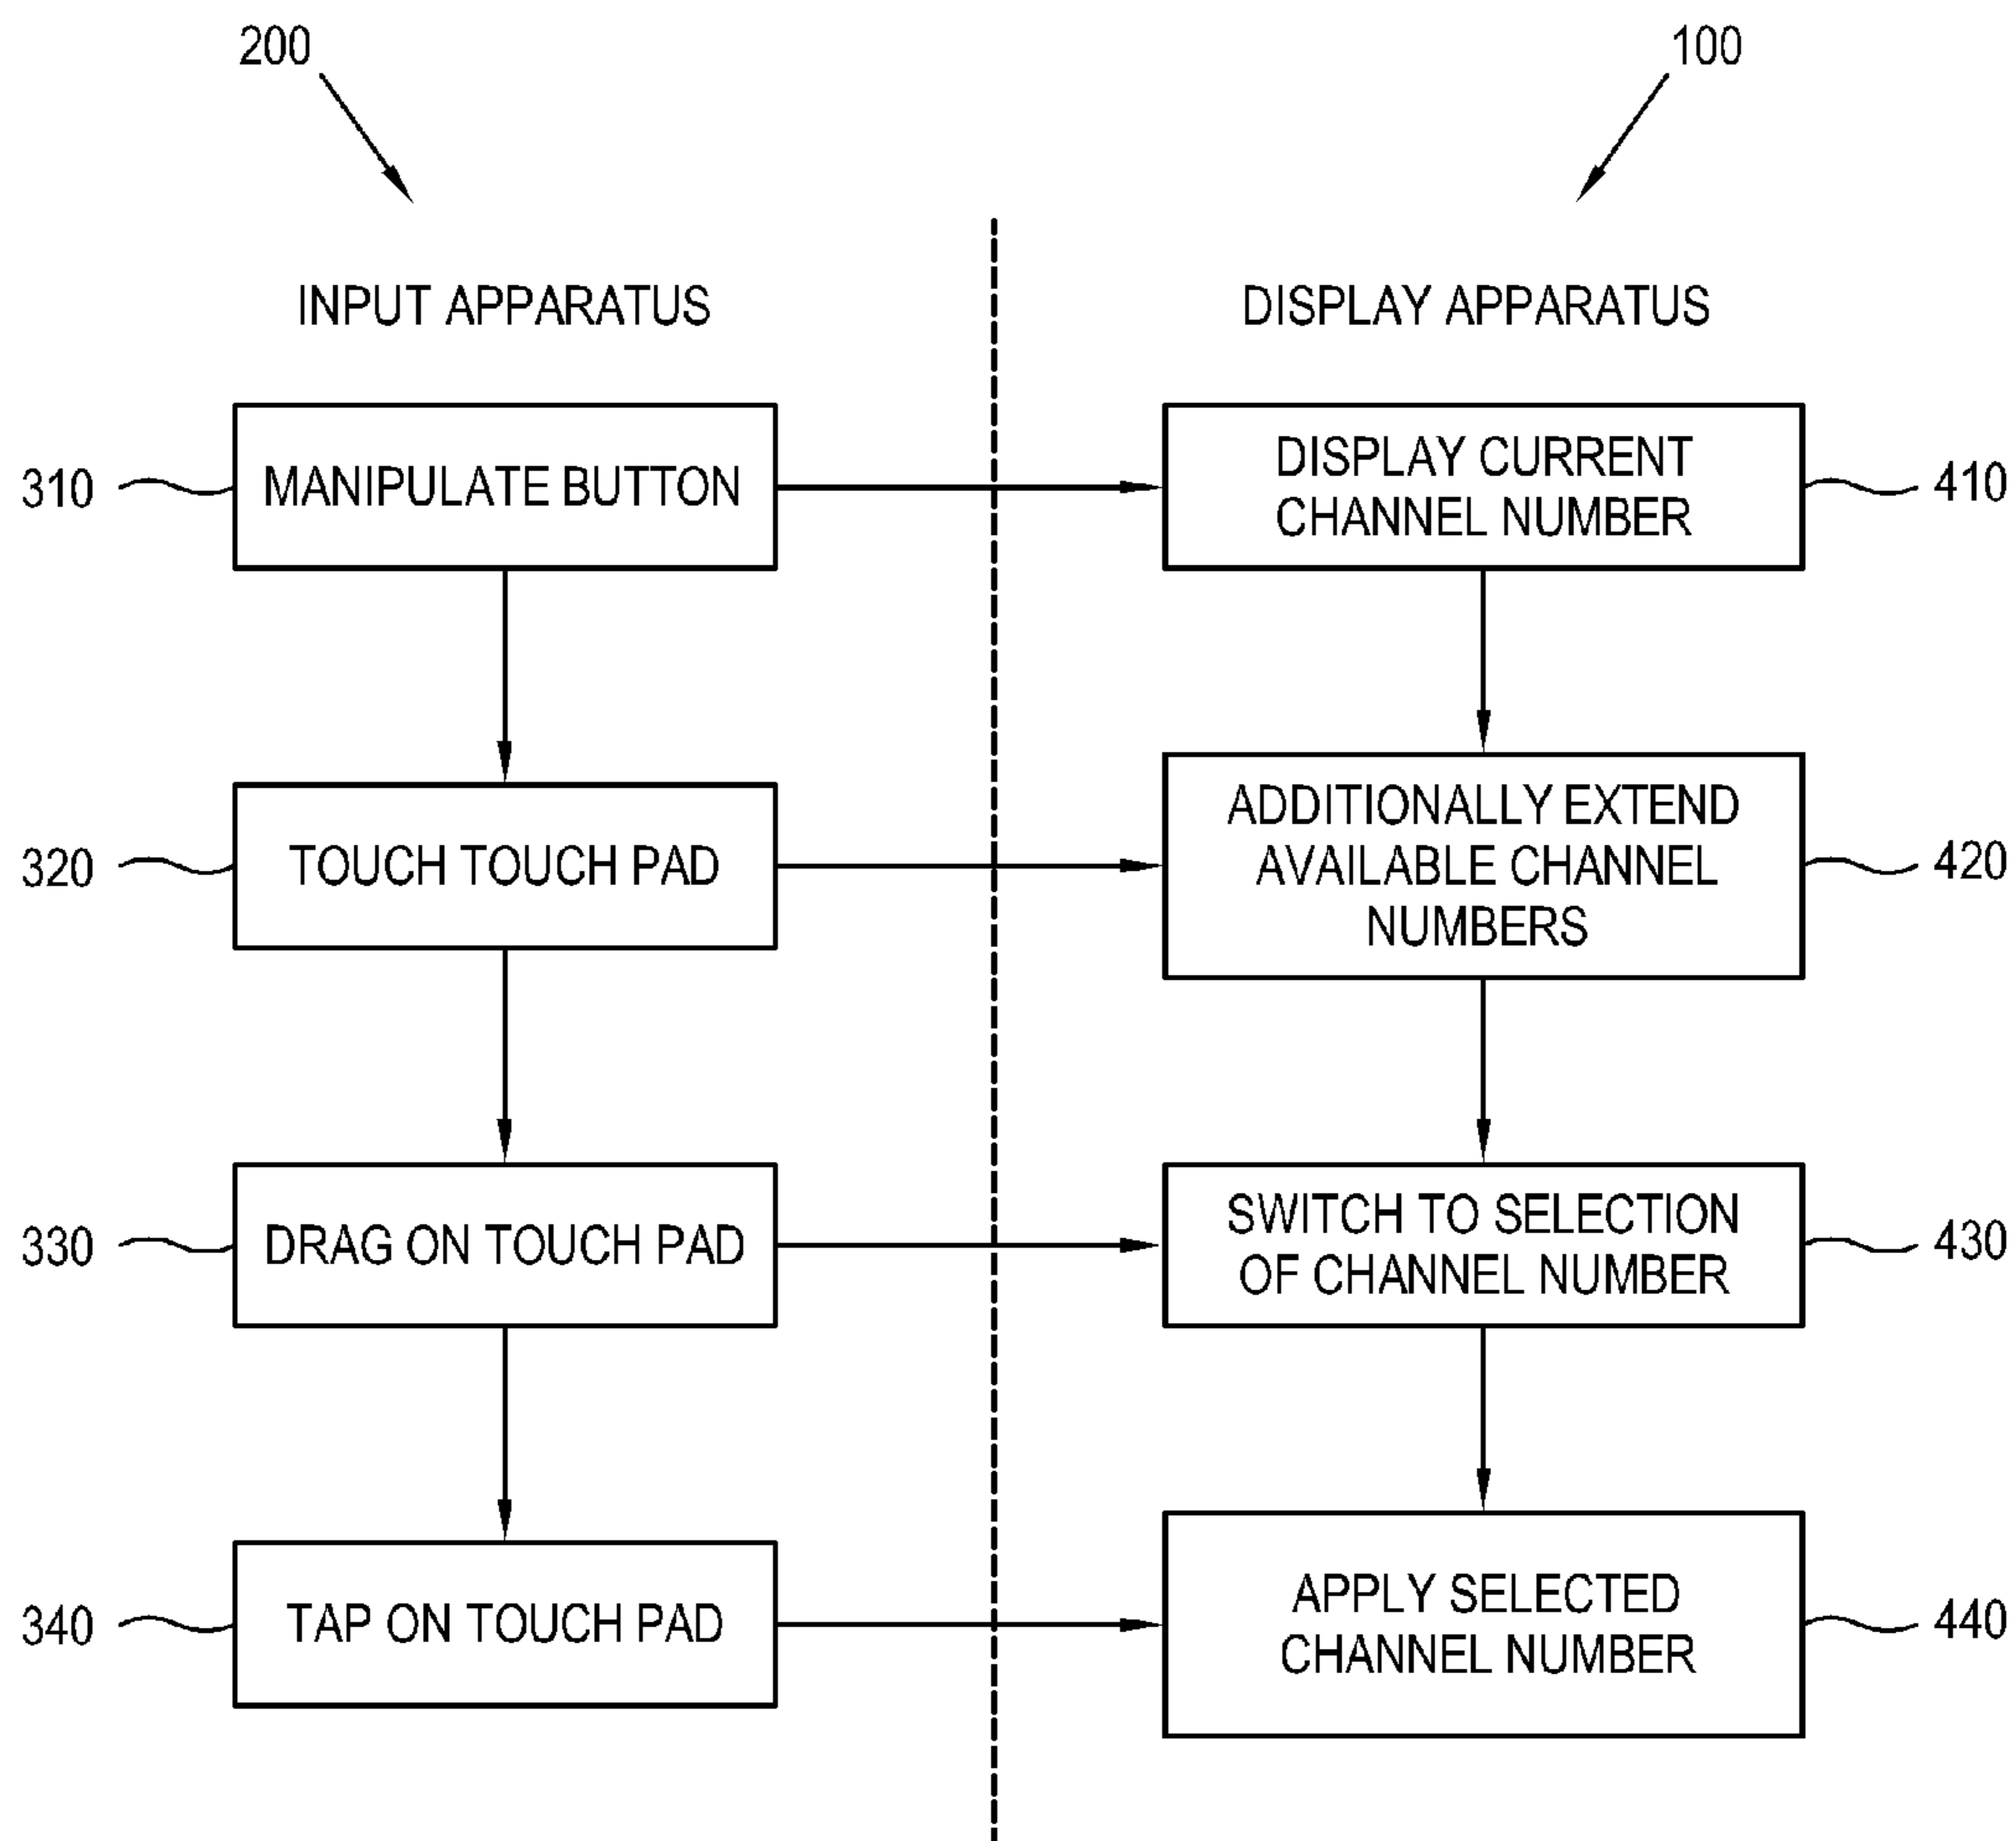 200
100
INPUT APPARATUS
DISPLAY APPARATUS
310
MANIPULATE BUTTON
DISPLAY CURRENT
CHANNEL NUMBER
410
320
TOUCH TOUCH PAD
ADDITIONALLY EXTEND
AVAILABLE CHANNEL
NUMBERS
420
330
DRAG ON TOUCH PAD
SWITCH TO SELECTION
OF CHANNEL NUMBER
430
340
TAP ON TOUCH PAD
APPLY SELECTED
CHANNEL NUMBER
440